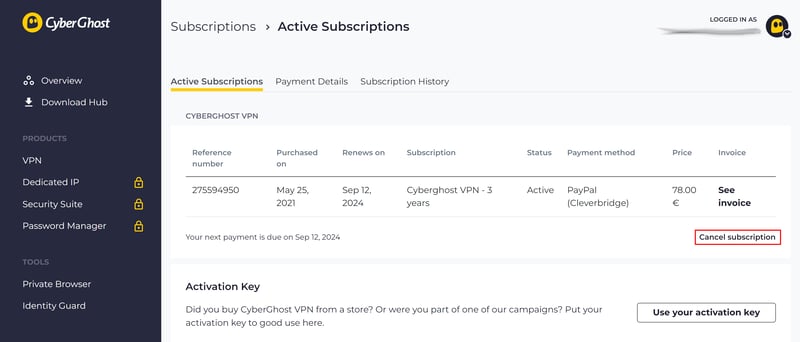 CyberGhost
Subscriptions > Active Subscriptions
LOGGED IN AS
Overview
Download Hub
PRODUCTS
VPN
Dedicated IP
Security Suite
Password Manager
TOOLS
Private Browser
Identity Guard
Active Subscriptions Payment Details Subscription History
CYBERGHOST VPN
Reference number Purchased on Renews on Subscription Status Payment method Price Invoice
275594950 May 25, 2021 Sep 12, 2024 Cyberghost VPN - 3 years Active PayPal (Cleverbridge) 78.00 € See invoice
Your next payment is due on Sep 12, 2024 Cancel subscription
Activation Key
Did you buy CyberGhost VPN from a store? Or were you part of one of our campaigns? Put your
activation key to good use here.
Use your activation key